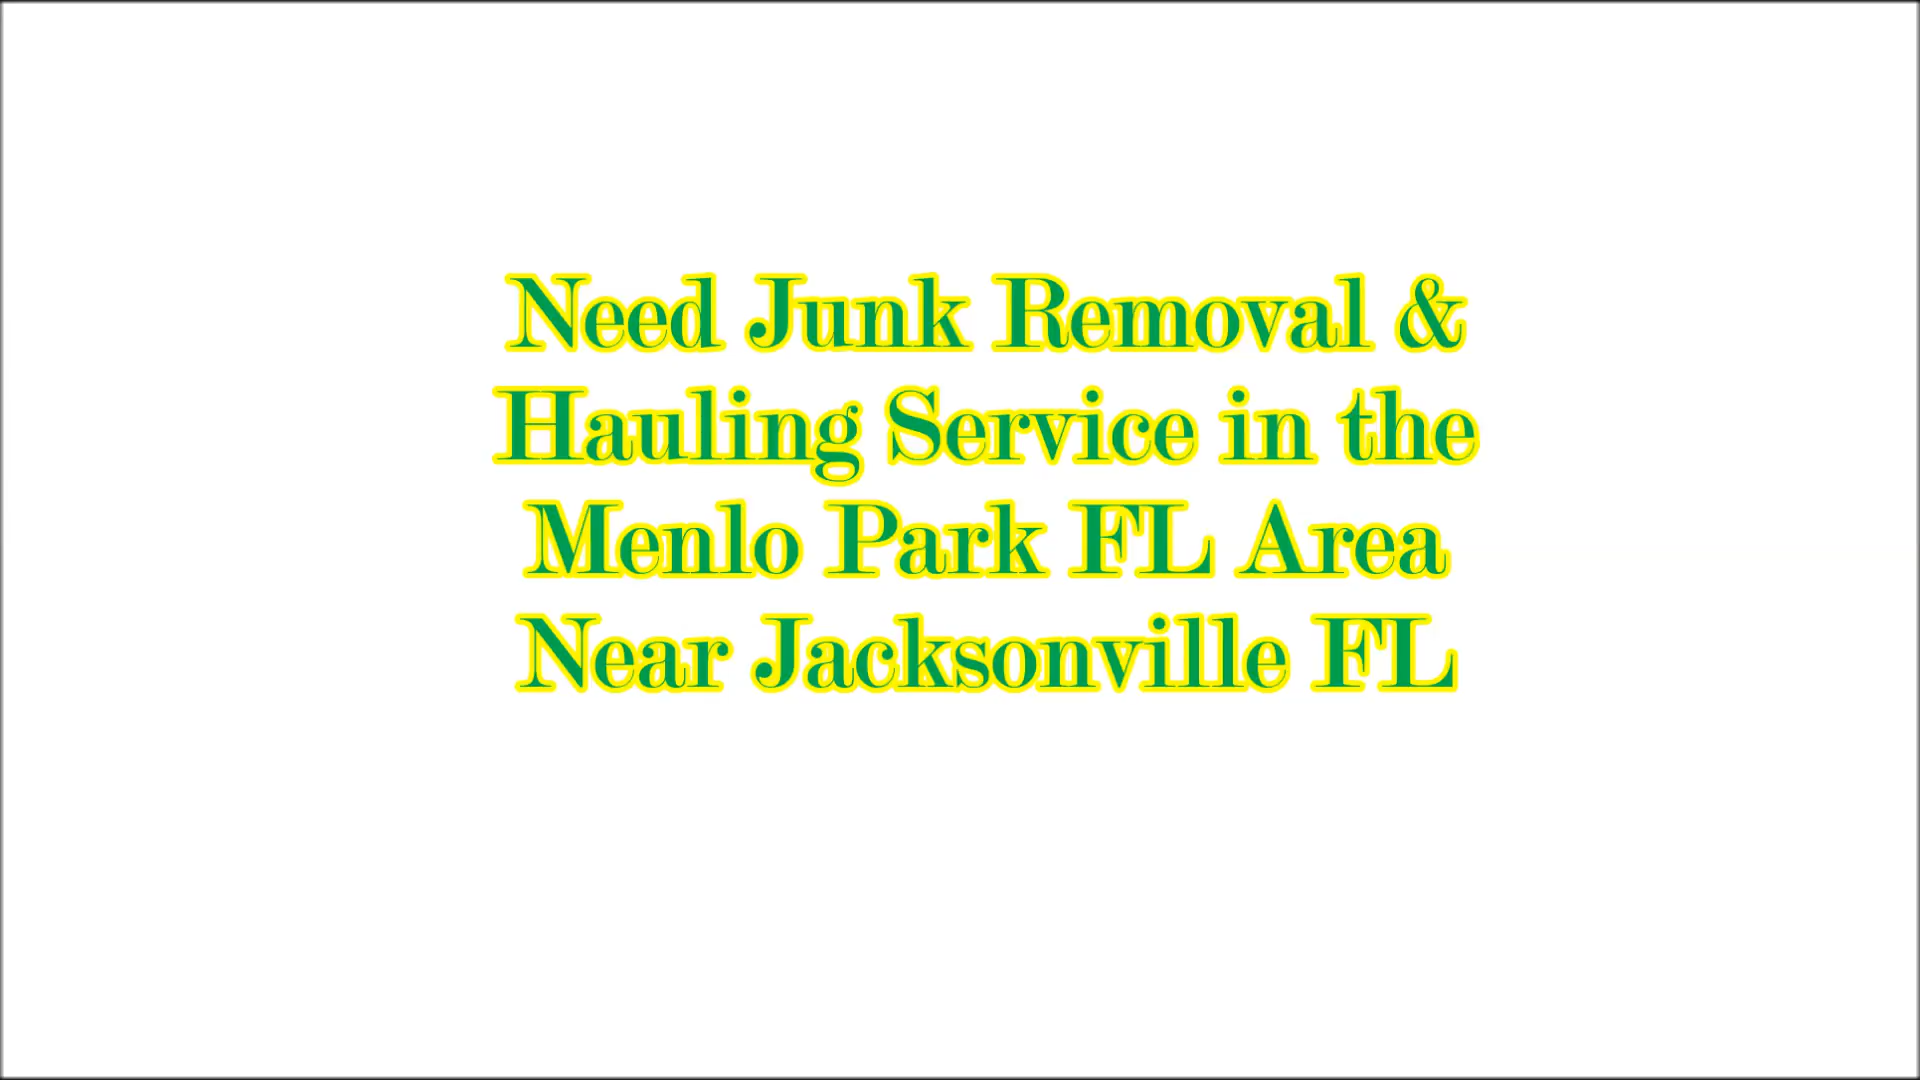 Need Junk Removal &
Hauling Service in the
Menlo Park FL Area
Near Jacksonville FL